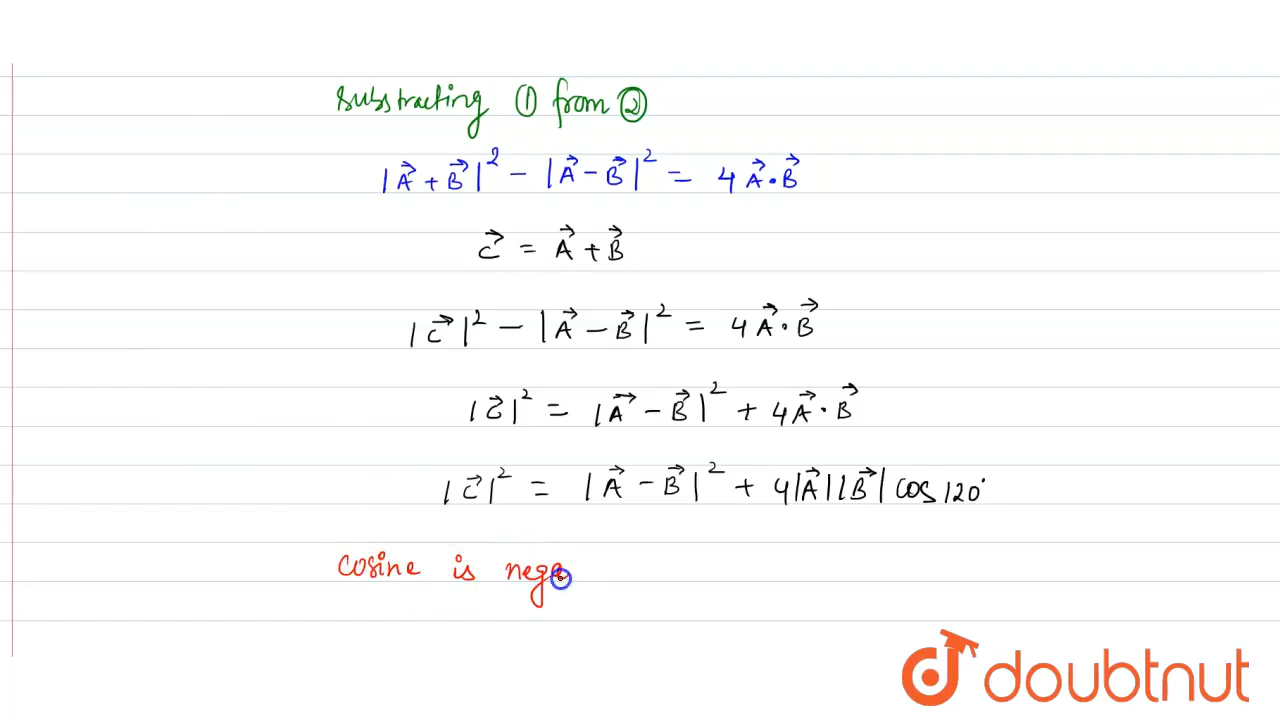 Substracting ① from ②
|A⃗ + B⃗|² − |A⃗ − B⃗|² = 4 A⃗ · B⃗
C⃗ = A⃗ + B⃗
|C⃗|² − |A⃗ − B⃗|² = 4 A⃗ · B⃗
|C⃗|² = |A⃗ − B⃗|² + 4 A⃗ · B⃗
|C⃗|² = |A⃗ − B⃗|² + 4|A⃗||B⃗| cos 120°
cosine is nega
doubtnut